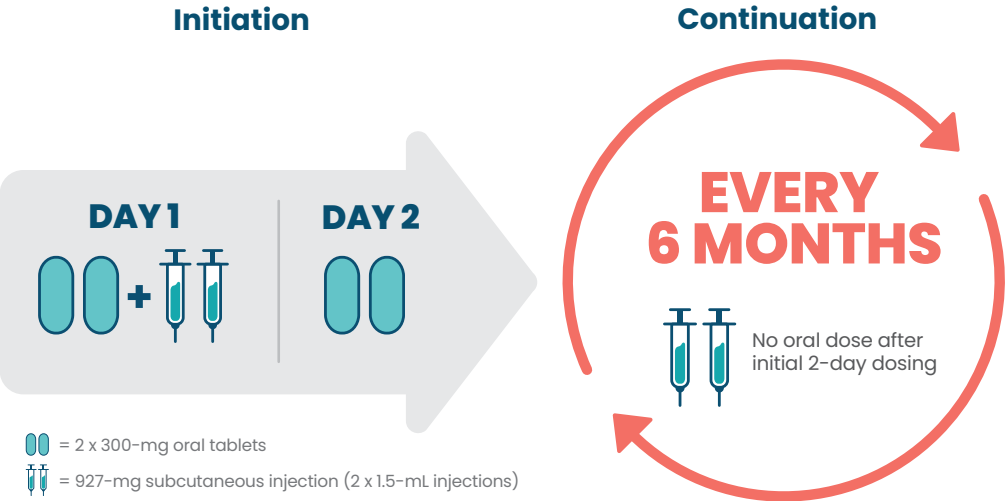 Initiation
DAY 1
DAY 2
+
= 2 x 300-mg oral tablets
= 927-mg subcutaneous injection (2 x 1.5-mL injections)
Continuation
EVERY
6 MONTHS
No oral dose after
initial 2-day dosing